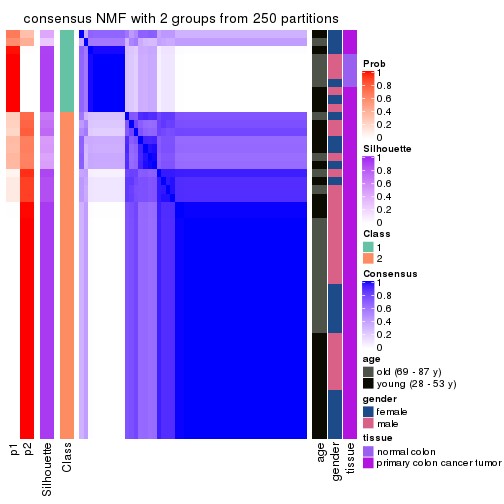 consensus NMF with 2 groups from 250 partitions
Prob
1
0.8
0.6
0.4
0.2
0
Silhouette
1
0.8
0.6
0.4
0.2
0
Class
1
2
Consensus
1
0.8
0.6
0.4
0.2
0
age
old (69 - 87 y)
young (28 - 53 y)
gender
female
male
tissue
normal colon
primary colon cancer tumor
p1
p2
Silhouette
Class
age
gender
tissue